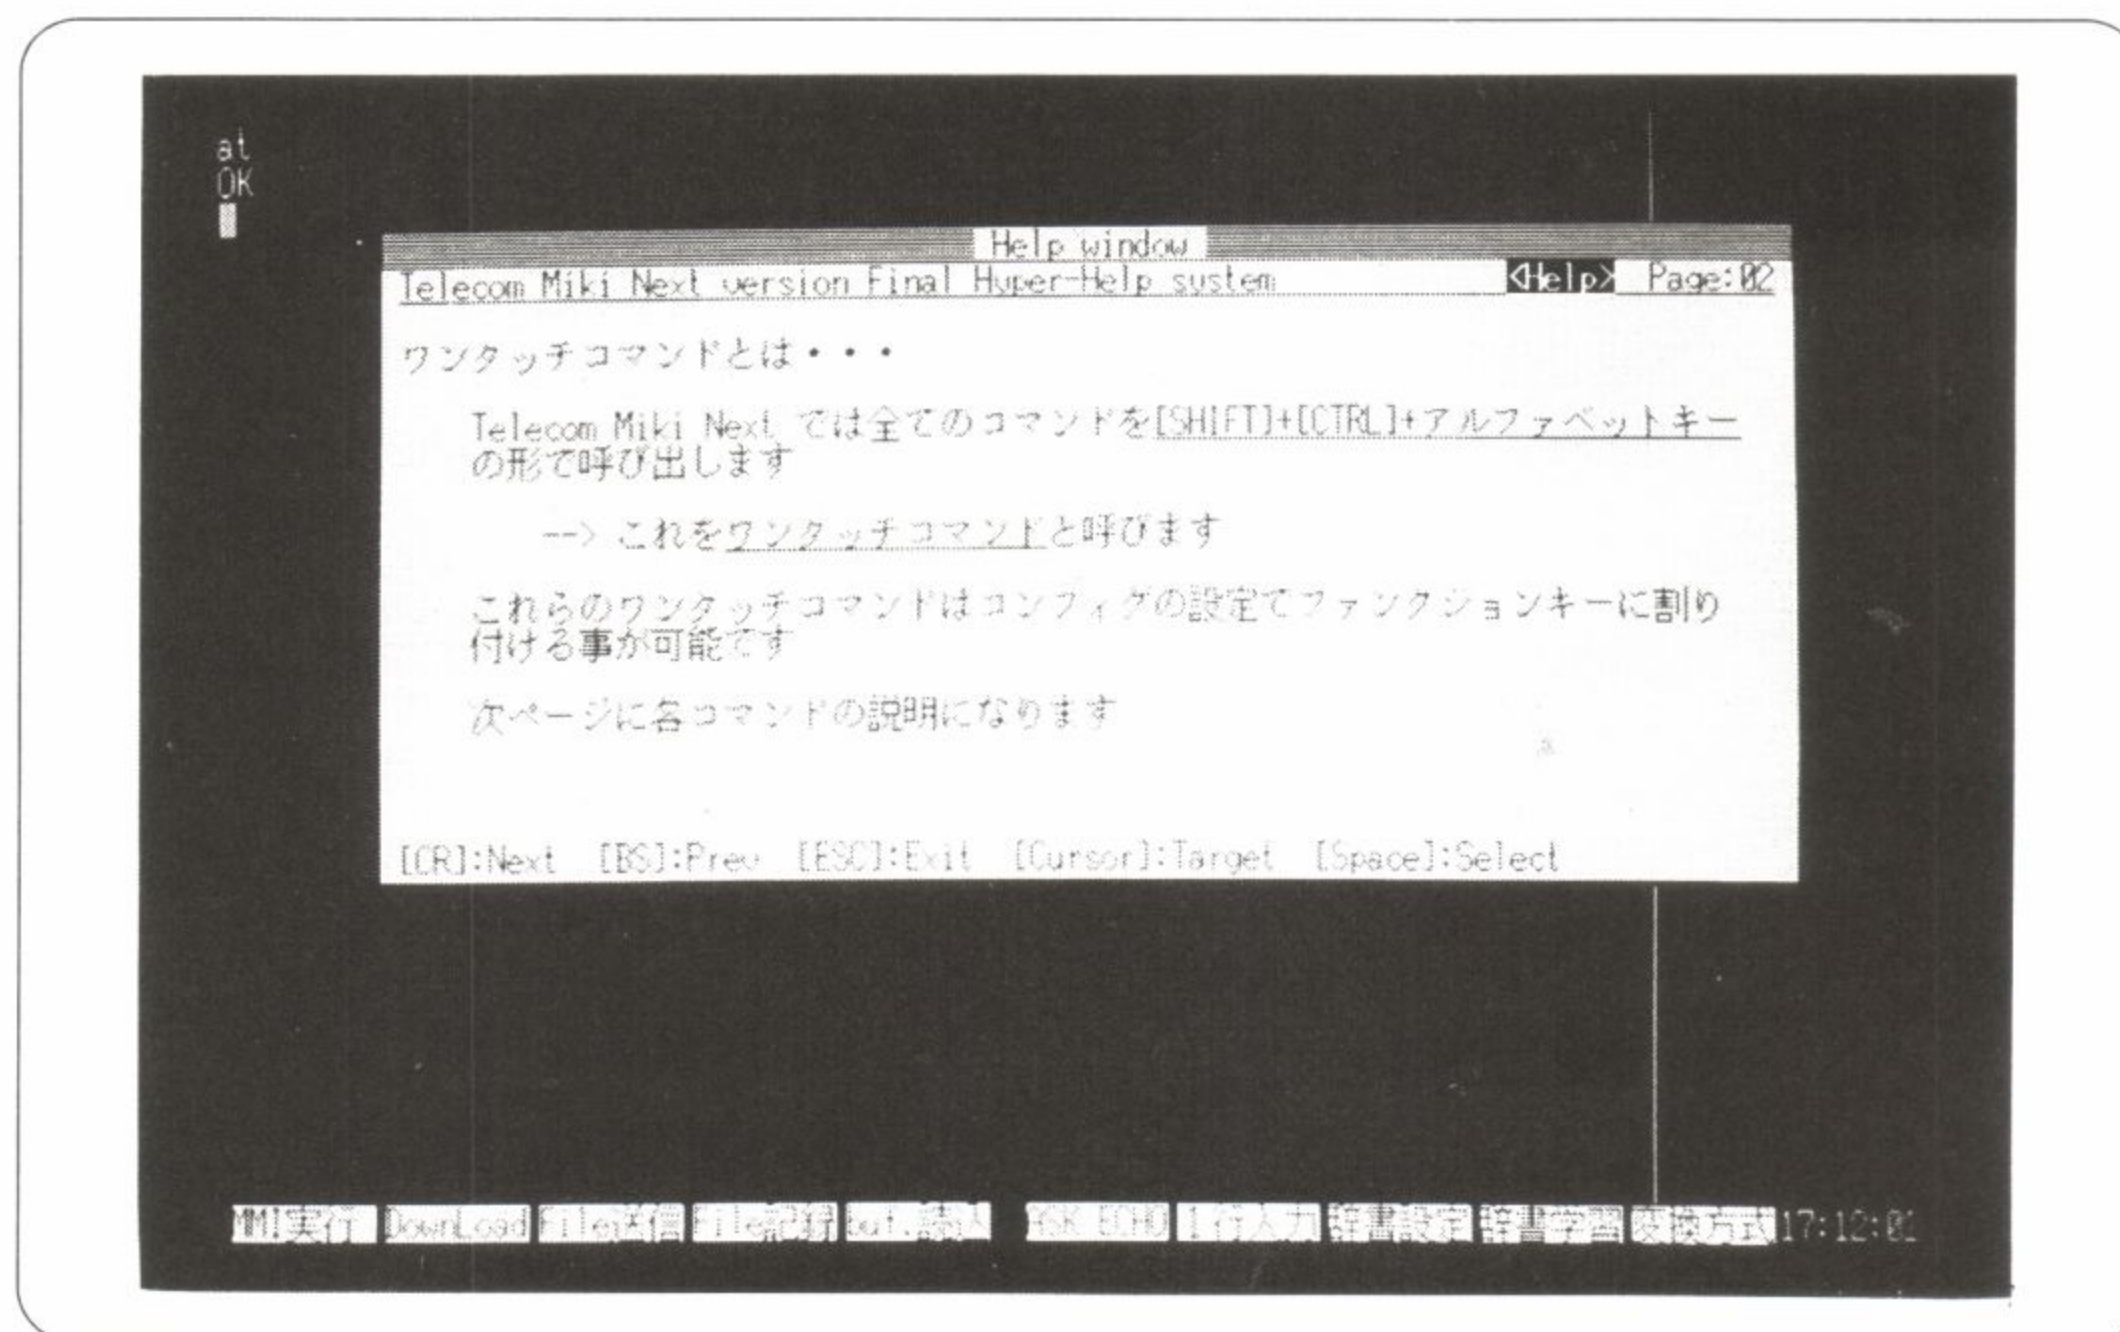 at
OK
Help window
Telecom Miki Next version Final Hyper-Help system <Help> Page:02
ワンタッチコマンドとは・・・
Telecom Miki Next では全てのコマンドを[SHIFT]+[CTRL]+アルファベットキー
の形で呼び出します
--> これをワンタッチコマンドと呼びます
これらのワンタッチコマンドはコンフィグの設定でファンクションキーに割り
付ける事が可能です
次ページに各コマンドの説明になります
[CR]:Next [BS]:Prev [ESC]:Exit [Cursor]:Target [Space]:Select
MMI実行 DownLoad File送信 File記録 buf.読入 ASK ECHO 1行入力 辞書設定 辞書学習 変換方式 17:12:01